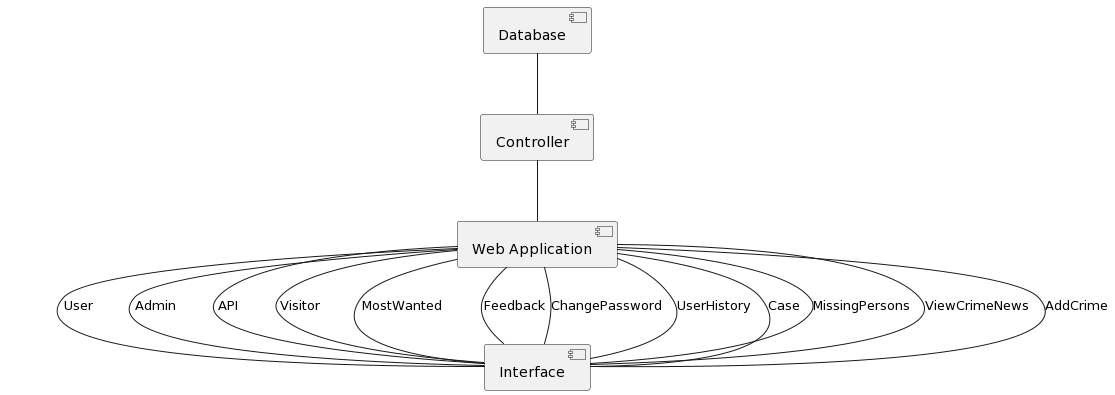 Database
Controller
Web Application
User
Admin
API
Visitor
MostWanted
Feedback
ChangePassword
UserHistory
Case
MissingPersons
ViewCrimeNews
AddCrime
Interface